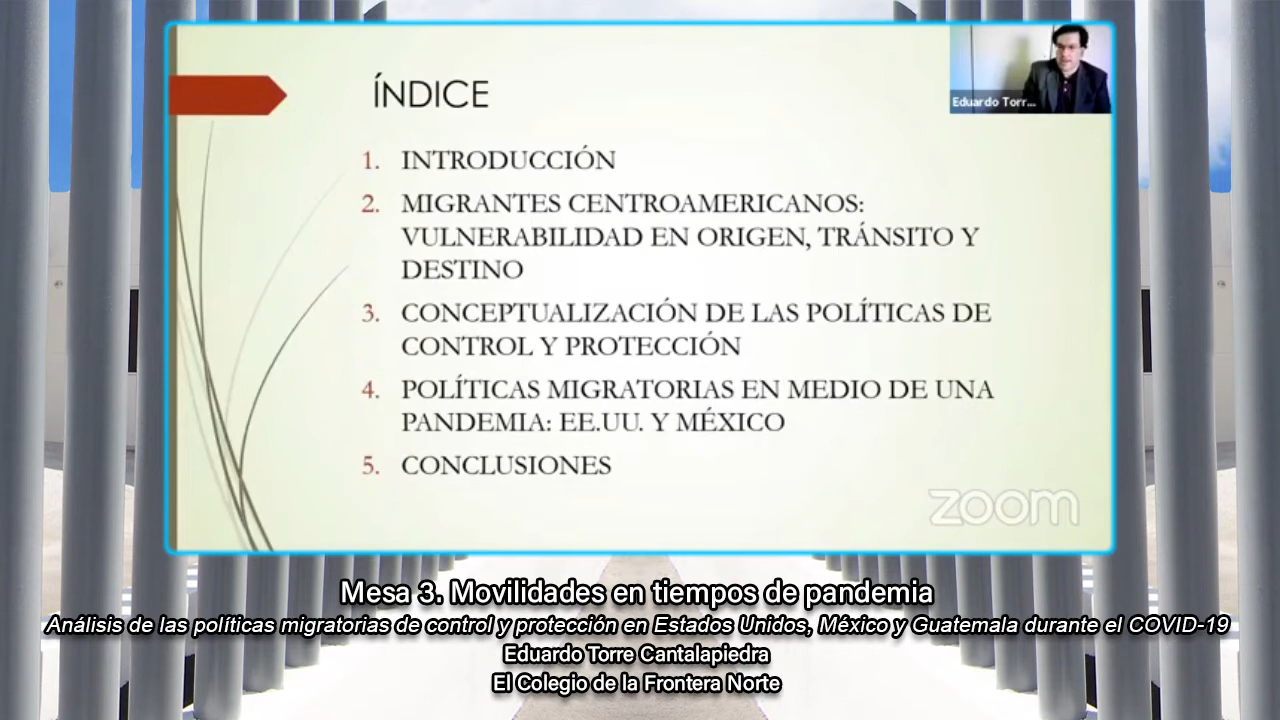 ÍNDICE
Eduardo Torr...
1. INTRODUCCIÓN
2. MIGRANTES CENTROAMERICANOS:
VULNERABILIDAD EN ORIGEN, TRÁNSITO Y
DESTINO
3. CONCEPTUALIZACIÓN DE LAS POLÍTICAS DE
CONTROL Y PROTECCIÓN
4. POLÍTICAS MIGRATORIAS EN MEDIO DE UNA
PANDEMIA: EE.UU. Y MÉXICO
5. CONCLUSIONES
zoom
Mesa 3. Movilidades en tiempos de pandemia
Análisis de las políticas migratorias de control y protección en Estados Unidos, México y Guatemala durante el COVID-19
Eduardo Torre Cantalapiedra
El Colegio de la Frontera Norte